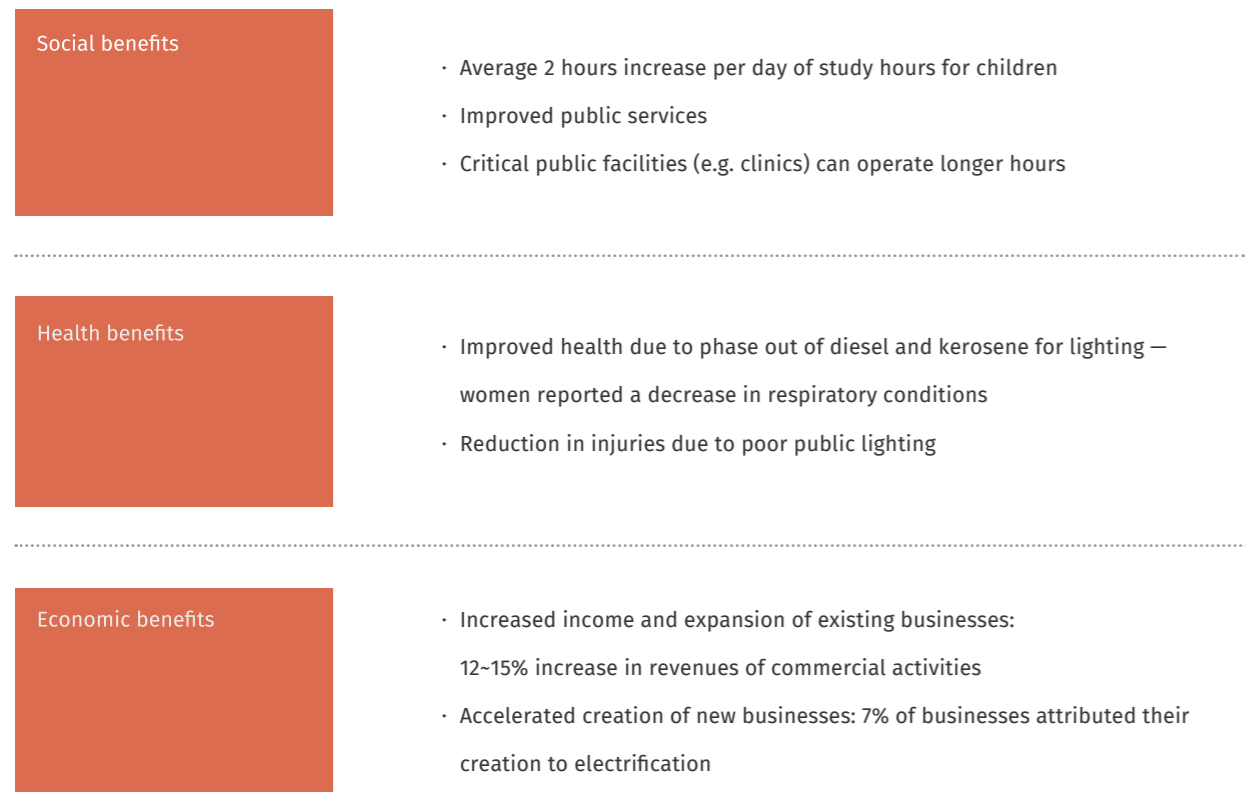 Social benefits
· Average 2 hours increase per day of study hours for children
· Improved public services
· Critical public facilities (e.g. clinics) can operate longer hours
Health benefits
· Improved health due to phase out of diesel and kerosene for lighting —
women reported a decrease in respiratory conditions
· Reduction in injuries due to poor public lighting
Economic benefits
· Increased income and expansion of existing businesses:
12~15% increase in revenues of commercial activities
· Accelerated creation of new businesses: 7% of businesses attributed their
creation to electrification